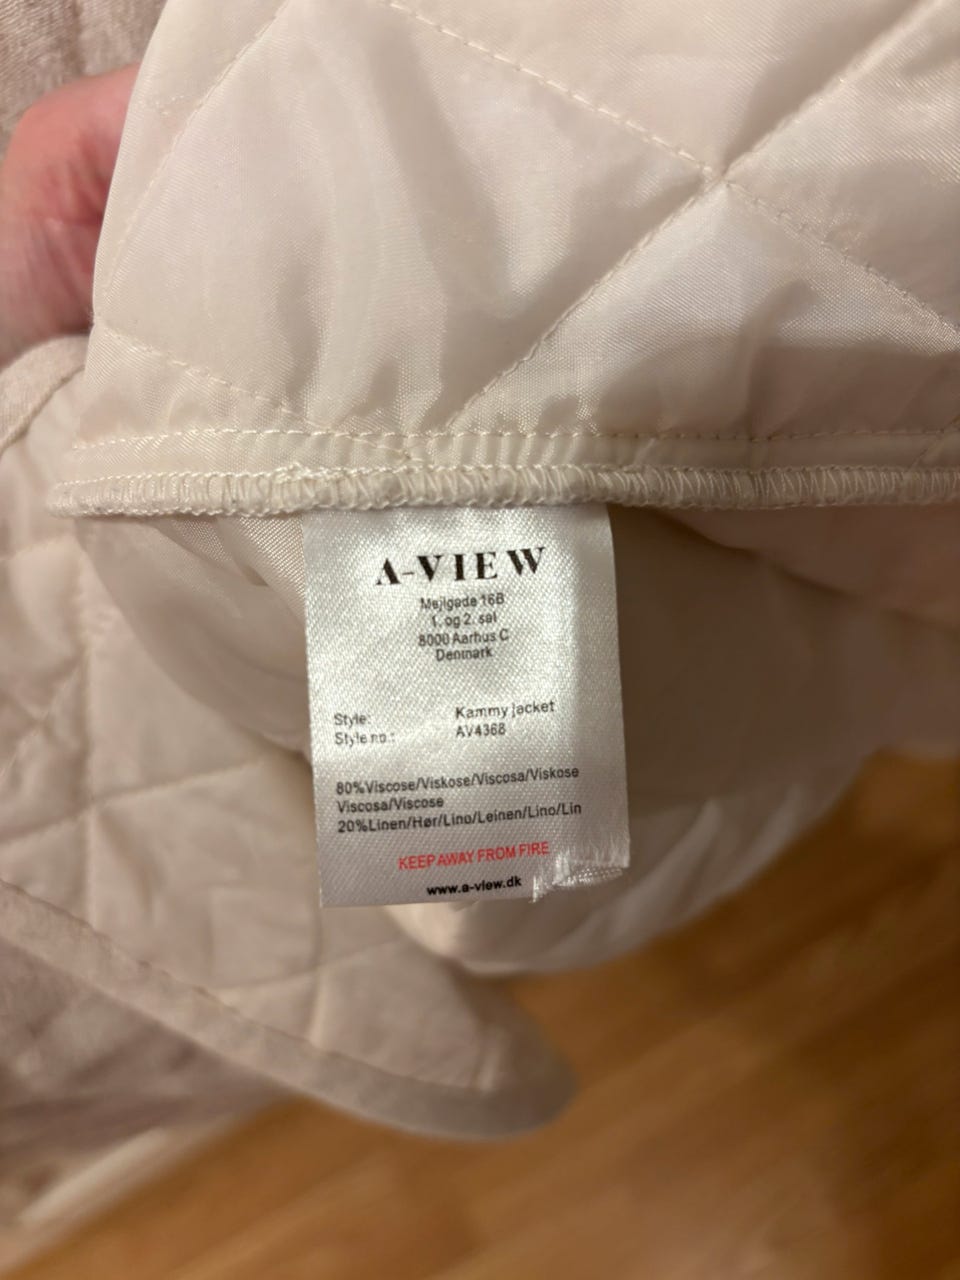 A-VIEW
Mejlgade 16B
1. og 2. sal
8000 Aarhus C
Denmark
Style: Kammy jacket
Style no.: AV4368
80%Viscose/Viskose/Viscosa/Viskose
Viscosa/Viscose
20%Linen/Hør/Lino/Leinen/Lino/Lin
KEEP AWAY FROM FIRE
www.a-view.dk